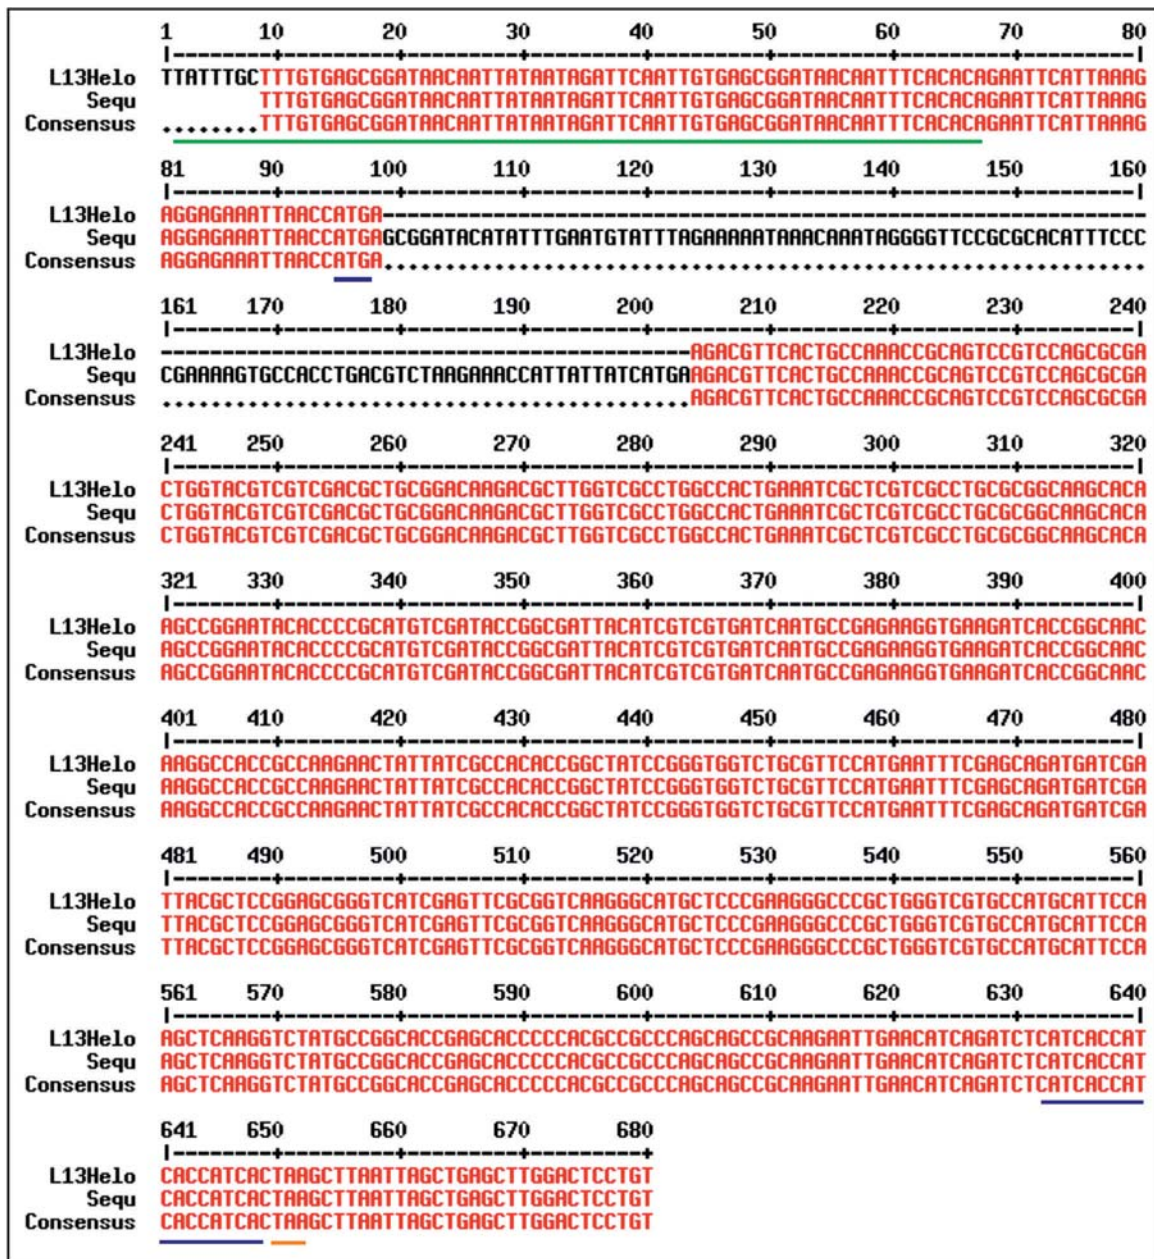 1 10 20 30 40 50 60 70 80
|--------+---------+---------+---------+---------+---------+---------+---------|
L13Helo TTATTTGCTTTGTGAGCGGATAACAATTATAATAGATTCAATTGTGAGCGGATAACAATTTCACACAGAATTCATTAAAG
Sequ TTTGTGAGCGGATAACAATTATAATAGATTCAATTGTGAGCGGATAACAATTTCACACAGAATTCATTAAAG
Consensus ........TTTGTGAGCGGATAACAATTATAATAGATTCAATTGTGAGCGGATAACAATTTCACACAGAATTCATTAAAG
81 90 100 110 120 130 140 150 160
|--------+---------+---------+---------+---------+---------+---------+---------|
L13Helo AGGAGAAATTAACCATGA--------------------------------------------------------------
Sequ AGGAGAAATTAACCATGAGCGGATACATATTTGAATGTATTTAGAAAAATAAACAAATAGGGGTTCCGCGCACATTTCCC
Consensus AGGAGAAATTAACCATGA..............................................................
161 170 180 190 200 210 220 230 240
|--------+---------+---------+---------+---------+---------+---------+---------|
L13Helo -------------------------------------------AGACGTTCACTGCCAAACCGCAGTCCGTCCAGCGCGA
Sequ CGAAAAGTGCCACCTGACGTCTAAGAAACCATTATTATCATGAAGACGTTCACTGCCAAACCGCAGTCCGTCCAGCGCGA
Consensus ...........................................AGACGTTCACTGCCAAACCGCAGTCCGTCCAGCGCGA
241 250 260 270 280 290 300 310 320
|--------+---------+---------+---------+---------+---------+---------+---------|
L13Helo CTGGTACGTCGTCGACGCTGCGGACAAGACGCTTGGTCGCCTGGCCACTGAAATCGCTCGTCGCCTGCGCGGCAAGCACA
Sequ CTGGTACGTCGTCGACGCTGCGGACAAGACGCTTGGTCGCCTGGCCACTGAAATCGCTCGTCGCCTGCGCGGCAAGCACA
Consensus CTGGTACGTCGTCGACGCTGCGGACAAGACGCTTGGTCGCCTGGCCACTGAAATCGCTCGTCGCCTGCGCGGCAAGCACA
321 330 340 350 360 370 380 390 400
|--------+---------+---------+---------+---------+---------+---------+---------|
L13Helo AGCCGGAATACACCCCGCATGTCGATACCGGCGATTACATCGTCGTGATCAATGCCGAGAAGGTGAAGATCACCGGCAAC
Sequ AGCCGGAATACACCCCGCATGTCGATACCGGCGATTACATCGTCGTGATCAATGCCGAGAAGGTGAAGATCACCGGCAAC
Consensus AGCCGGAATACACCCCGCATGTCGATACCGGCGATTACATCGTCGTGATCAATGCCGAGAAGGTGAAGATCACCGGCAAC
401 410 420 430 440 450 460 470 480
|--------+---------+---------+---------+---------+---------+---------+---------|
L13Helo AAGGCCACCGCCAAGAACTATTATCGCCACACCGGCTATCCGGGTGGTCTGCGTTCCATGAATTTCGAGCAGATGATCGA
Sequ AAGGCCACCGCCAAGAACTATTATCGCCACACCGGCTATCCGGGTGGTCTGCGTTCCATGAATTTCGAGCAGATGATCGA
Consensus AAGGCCACCGCCAAGAACTATTATCGCCACACCGGCTATCCGGGTGGTCTGCGTTCCATGAATTTCGAGCAGATGATCGA
481 490 500 510 520 530 540 550 560
|--------+---------+---------+---------+---------+---------+---------+---------|
L13Helo TTACGCTCCGGAGCGGGTCATCGAGTTCGCGGTCAAGGGCATGCTCCCGAAGGGCCCGCTGGGTCGTGCCATGCATTCCA
Sequ TTACGCTCCGGAGCGGGTCATCGAGTTCGCGGTCAAGGGCATGCTCCCGAAGGGCCCGCTGGGTCGTGCCATGCATTCCA
Consensus TTACGCTCCGGAGCGGGTCATCGAGTTCGCGGTCAAGGGCATGCTCCCGAAGGGCCCGCTGGGTCGTGCCATGCATTCCA
561 570 580 590 600 610 620 630 640
|--------+---------+---------+---------+---------+---------+---------+---------|
L13Helo AGCTCAAGGTCTATGCCGGCACCGAGCACCCCCACGCCGCCCAGCAGCCGCAAGAATTGAACATCAGATCTCATCACCAT
Sequ AGCTCAAGGTCTATGCCGGCACCGAGCACCCCCACGCCGCCCAGCAGCCGCAAGAATTGAACATCAGATCTCATCACCAT
Consensus AGCTCAAGGTCTATGCCGGCACCGAGCACCCCCACGCCGCCCAGCAGCCGCAAGAATTGAACATCAGATCTCATCACCAT
641 650 660 670 680
|--------+---------+---------+---------+
L13Helo CACCATCACTAAGCTTAATTAGCTGAGCTTGGACTCCTGT
Sequ CACCATCACTAAGCTTAATTAGCTGAGCTTGGACTCCTGT
Consensus CACCATCACTAAGCTTAATTAGCTGAGCTTGGACTCCTGT